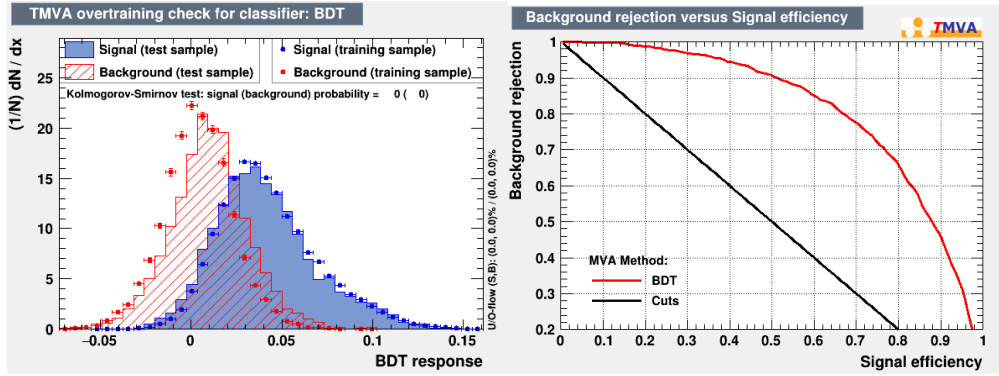 TMVA overtraining check for classifier: BDT
(1/N) dN / dx
Signal (test sample)
Background (test sample)
Signal (training sample)
Background (training sample)
Kolmogorov-Smirnov test: signal (background) probability = 0 ( 0)
25
20
15
10
5
0
−0.05 0 0.05 0.1 0.15
BDT response
U/O-flow (S,B): (0.0, 0.0)% / (0.0, 0.0)%
Background rejection versus Signal efficiency
TMVA
Background rejection
1
0.9
0.8
0.7
0.6
0.5
0.4
0.3
0.2
MVA Method:
BDT
Cuts
0 0.1 0.2 0.3 0.4 0.5 0.6 0.7 0.8 0.9 1
Signal efficiency